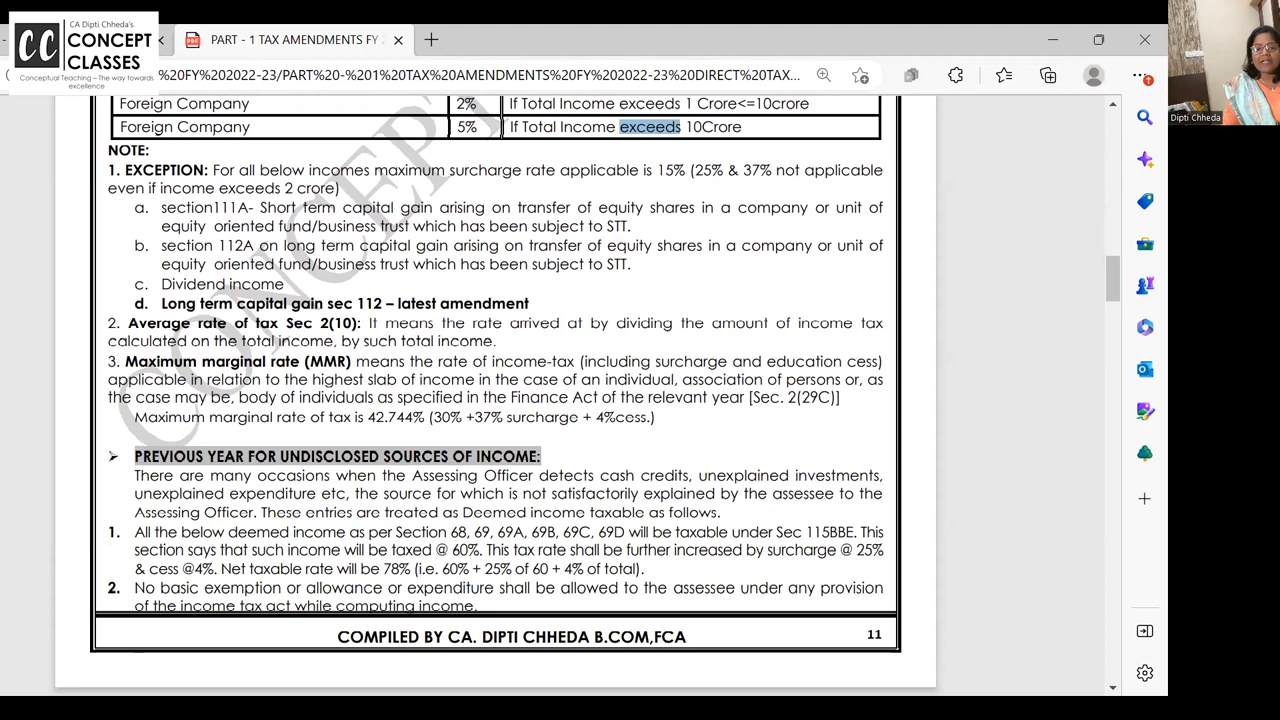 CA Dipti Chheda's
CC CONCEPT
CLASSES
Conceptual Teaching – The way towards
excellence
PART - 1 TAX AMENDMENTS FY 2
%20FY%202022-23/PART%20-%201%20TAX%20AMENDMENTS%20FY%202022-23%20DIRECT%20TAX...
Dipti Chheda
Foreign Company 2% If Total Income exceeds 1 Crore<=10crore
Foreign Company 5% If Total Income exceeds 10Crore
NOTE:
1. EXCEPTION: For all below incomes maximum surcharge rate applicable is 15% (25% & 37% not applicable
even if income exceeds 2 crore)
a. section111A- Short term capital gain arising on transfer of equity shares in a company or unit of
equity oriented fund/business trust which has been subject to STT.
b. section 112A on long term capital gain arising on transfer of equity shares in a company or unit of
equity oriented fund/business trust which has been subject to STT.
c. Dividend income
d. Long term capital gain sec 112 – latest amendment
2. Average rate of tax Sec 2(10): It means the rate arrived at by dividing the amount of income tax
calculated on the total income, by such total income.
3. Maximum marginal rate (MMR) means the rate of income-tax (including surcharge and education cess)
applicable in relation to the highest slab of income in the case of an individual, association of persons or, as
the case may be, body of individuals as specified in the Finance Act of the relevant year [Sec. 2(29C)]
Maximum marginal rate of tax is 42.744% (30% +37% surcharge + 4%cess.)
➢ PREVIOUS YEAR FOR UNDISCLOSED SOURCES OF INCOME:
There are many occasions when the Assessing Officer detects cash credits, unexplained investments,
unexplained expenditure etc, the source for which is not satisfactorily explained by the assessee to the
Assessing Officer. These entries are treated as Deemed income taxable as follows.
1. All the below deemed income as per Section 68, 69, 69A, 69B, 69C, 69D will be taxable under Sec 115BBE. This
section says that such income will be taxed @ 60%. This tax rate shall be further increased by surcharge @ 25%
& cess @4%. Net taxable rate will be 78% (i.e. 60% + 25% of 60 + 4% of total).
2. No basic exemption or allowance or expenditure shall be allowed to the assessee under any provision
of the income tax act while computing income.
COMPILED BY CA. DIPTI CHHEDA B.COM,FCA 11
CONCEPT